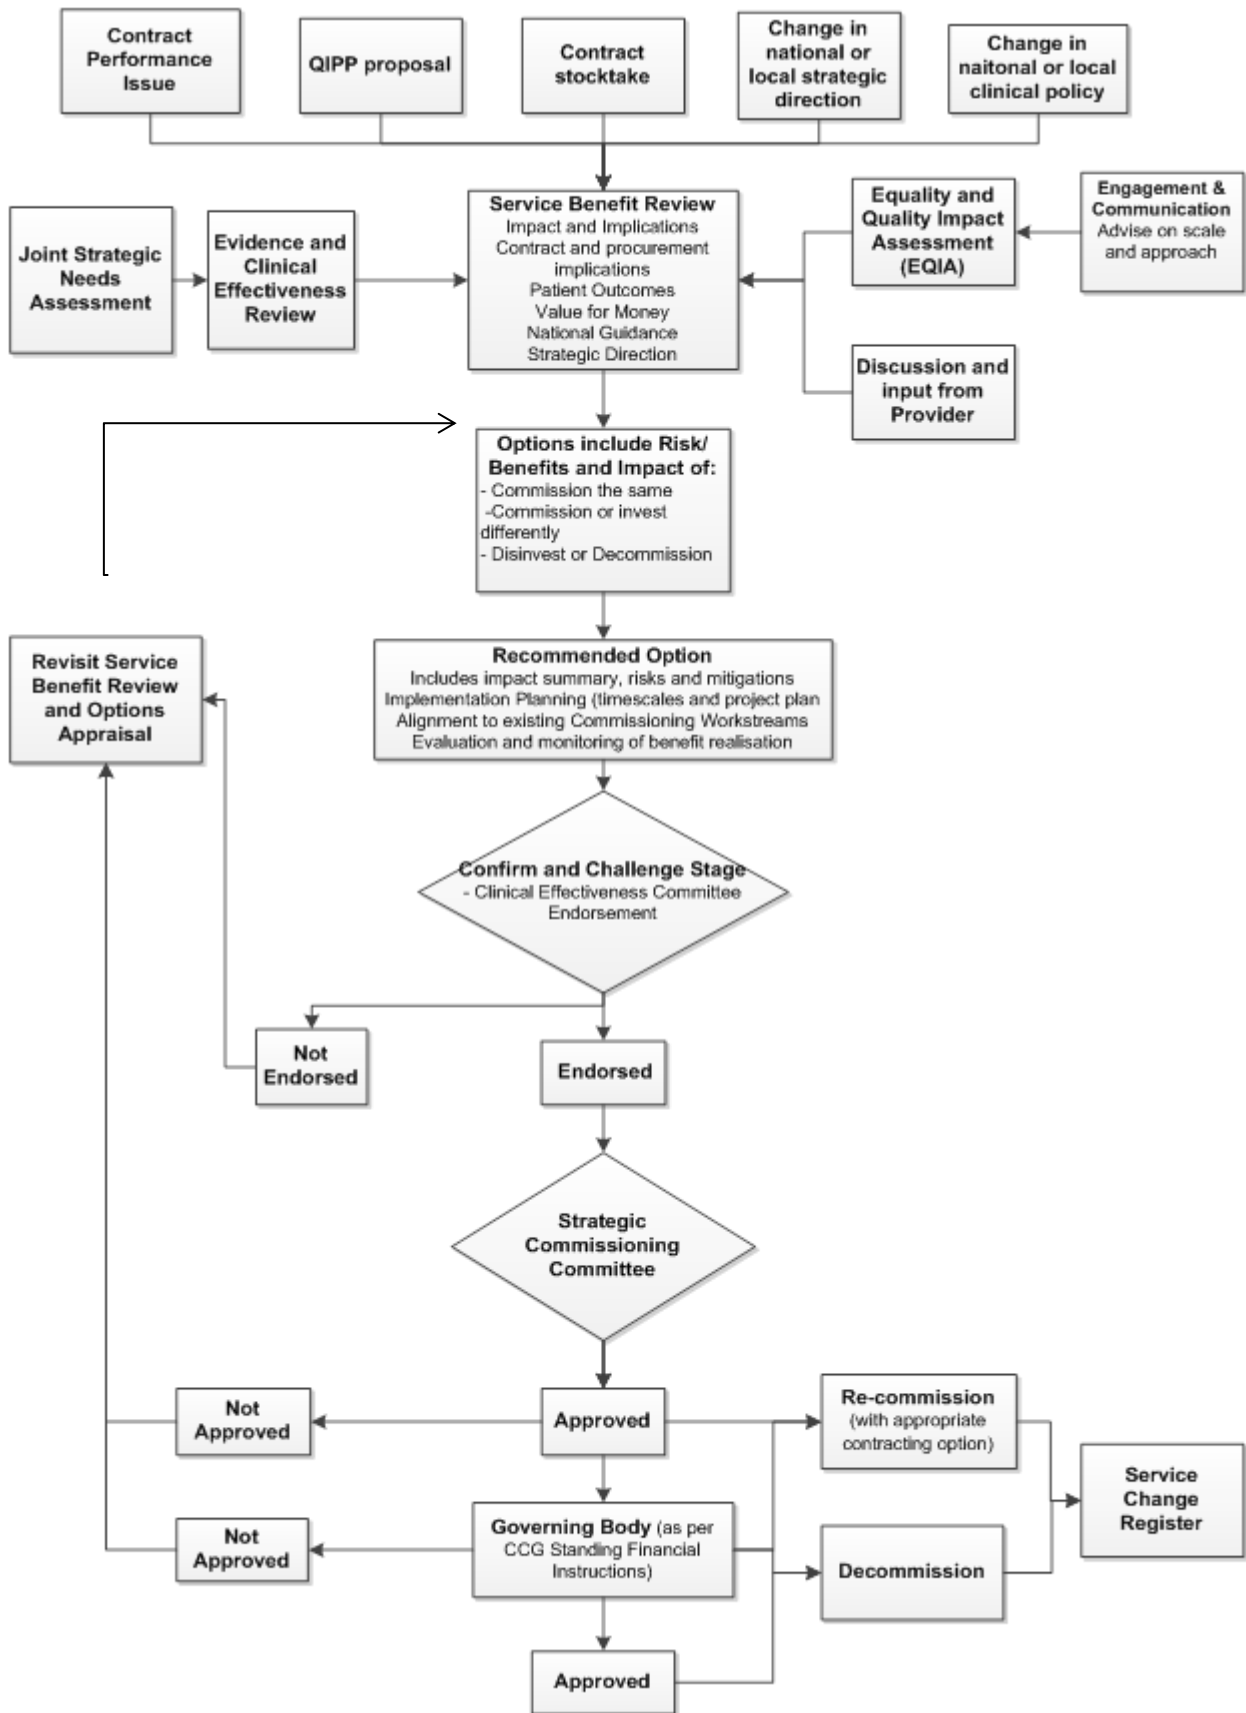 Contract
Performance
Issue
QIPP proposal
Contract
stocktake
Change in
national or
local strategic
direction
Change in
naitonal or local
clinical policy
Joint Strategic
Needs
Assessment
Evidence and
Clinical
Effectiveness
Review
Service Benefit Review
Impact and Implications
Contract and procurement
implications
Patient Outcomes
Value for Money
National Guidance
Strategic Direction
Equality and
Quality Impact
Assessment
(EQIA)
Engagement &
Communication
Advise on scale
and approach
Discussion and
input from
Provider
Options include Risk/
Benefits and Impact of:
- Commission the same
-Commission or invest
differently
- Disinvest or Decommission
Revisit Service
Benefit Review
and Options
Appraisal
Recommended Option
Includes impact summary, risks and mitigations
Implementation Planning (timescales and project plan
Alignment to existing Commissioning Workstreams
Evaluation and monitoring of benefit realisation
Confirm and Challenge Stage
- Clinical Effectiveness Committee
Endorsement
Not
Endorsed
Endorsed
Strategic
Commissioning
Committee
Not
Approved
Approved
Re-commission
(with appropriate
contracting option)
Service
Change
Register
Not
Approved
Governing Body (as per
CCG Standing Financial
Instructions)
Decommission
Approved